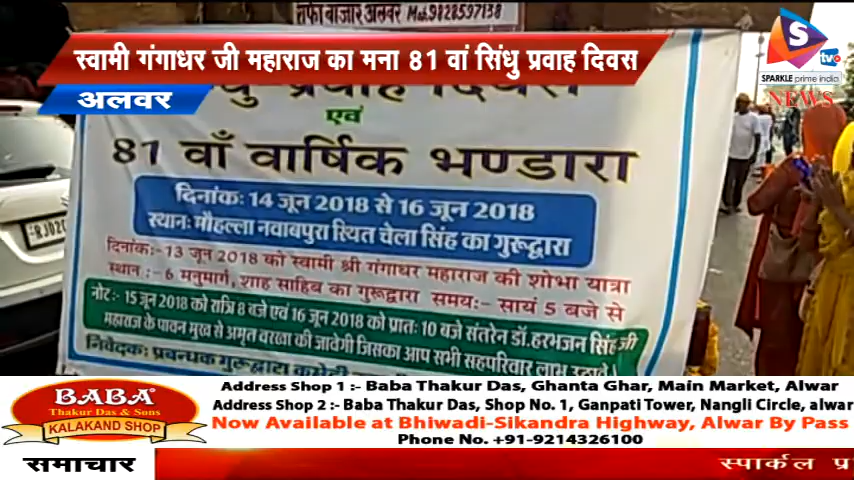 राफा बाजार अलवर Mob.9828597138
स्वामी गंगाधर जी महाराज का मना 81 वां सिंधु प्रवाह दिवस
अलवर
S
tvo
SPARKLE prime india
NEWS
एवं
81 वाँ वार्षिक भण्डारा
दिनांक: 14 जून 2018 से 16 जून 2018
स्थान: मौहल्ला नवाबपुरा स्थित चेला सिंह का गुरूद्वारा
दिनांक:- 13 जून 2018 को स्वामी श्री गंगाधर महाराज की शोभा यात्रा
स्थान :- 6 मनुमार्ग, शाह साहिब का गुरूद्वारा समय:- सायं 5 बजे से
नोट:- 15 जून 2018 को रात्रि 8 बजे एवं 16 जून 2018 को प्रातः 10 बजे संतरेन डॉ.हरभजन सिंह जी
महाराज के पावन मुख से अमृत वरखा की जावेगी जिसका आप सभी सहपरिवार लाभ उठावे।
निवेदक: प्रबन्धक गुरूद्वारा कमेटी
BABA
Thakur Das & Sons
KALAKAND SHOP
Address Shop 1 :- Baba Thakur Das, Ghanta Ghar, Main Market, Alwar
Address Shop 2 :- Baba Thakur Das, Shop No. 1, Ganpati Tower, Nangli Circle, alwar
Now Available at Bhiwadi-Sikandra Highway, Alwar By Pass
Phone No. +91-9214326100
समाचार
स्पार्कल प्र